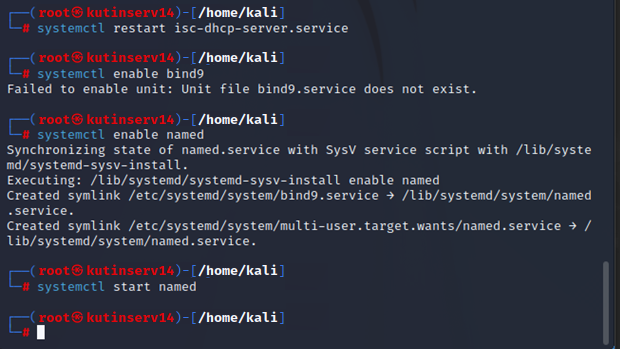 ┌──(root㉿kutinserv14)-[/home/kali]
└─# systemctl restart isc-dhcp-server.service
┌──(root㉿kutinserv14)-[/home/kali]
└─# systemctl enable bind9
Failed to enable unit: Unit file bind9.service does not exist.
┌──(root㉿kutinserv14)-[/home/kali]
└─# systemctl enable named
Synchronizing state of named.service with SysV service script with /lib/syste
md/systemd-sysv-install.
Executing: /lib/systemd/systemd-sysv-install enable named
Created symlink /etc/systemd/system/bind9.service → /lib/systemd/system/named
.service.
Created symlink /etc/systemd/system/multi-user.target.wants/named.service → /
lib/systemd/system/named.service.
┌──(root㉿kutinserv14)-[/home/kali]
└─# systemctl start named
┌──(root㉿kutinserv14)-[/home/kali]
└─#